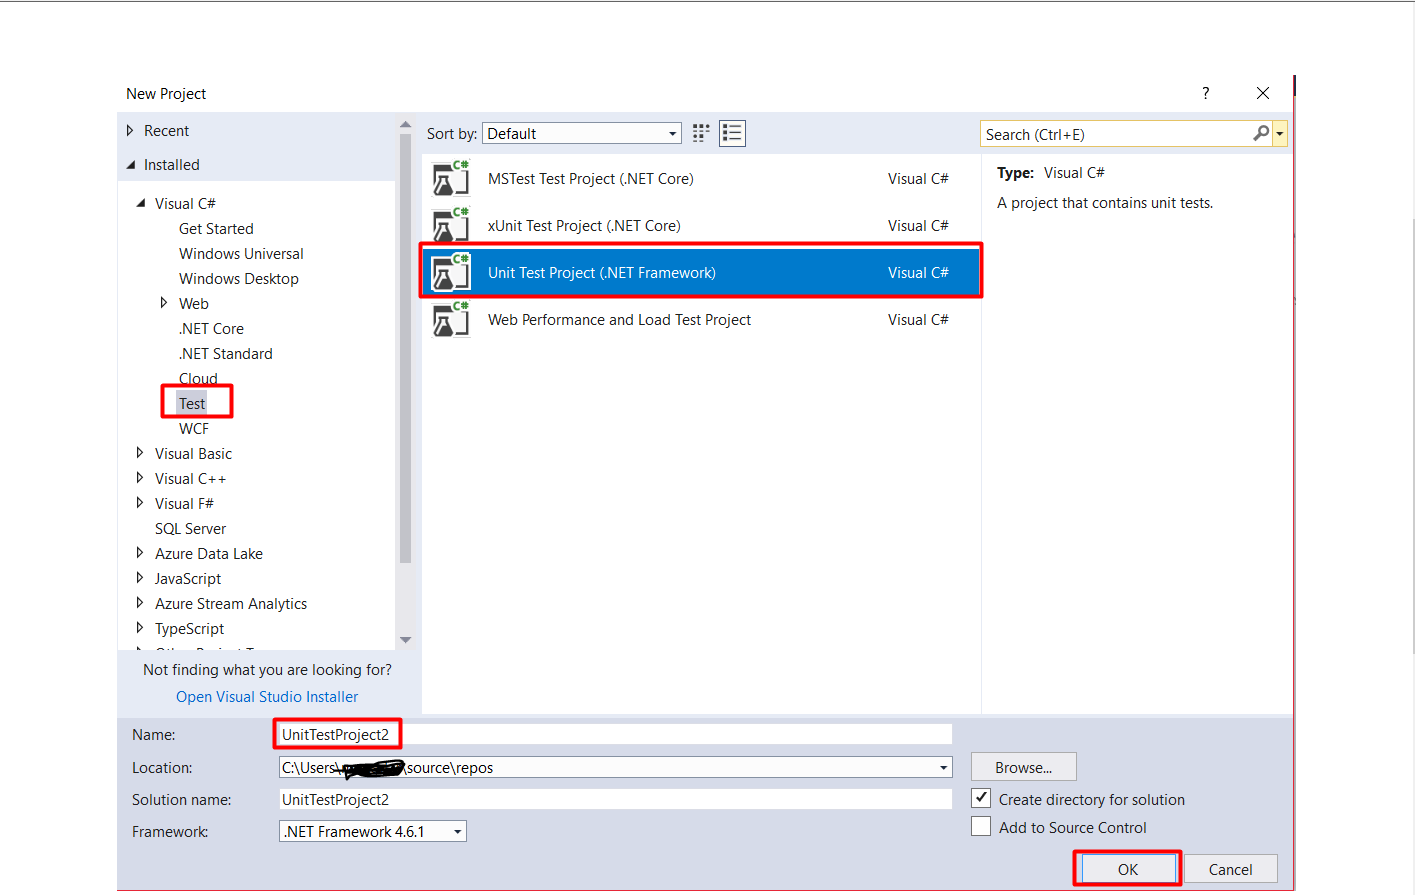 New Project
?
Recent
Installed
Visual C#
Get Started
Windows Universal
Windows Desktop
Web
.NET Core
.NET Standard
Cloud
Test
WCF
Visual Basic
Visual C++
Visual F#
SQL Server
Azure Data Lake
JavaScript
Azure Stream Analytics
TypeScript
Not finding what you are looking for?
Open Visual Studio Installer
Sort by: Default
C# MSTest Test Project (.NET Core) Visual C#
C# xUnit Test Project (.NET Core) Visual C#
C# Unit Test Project (.NET Framework) Visual C#
C# Web Performance and Load Test Project Visual C#
Search (Ctrl+E)
Type: Visual C#
A project that contains unit tests.
Name: UnitTestProject2
Location: C:\Users\ \source\repos
Browse...
Solution name: UnitTestProject2
Create directory for solution
Framework: .NET Framework 4.6.1
Add to Source Control
OK Cancel